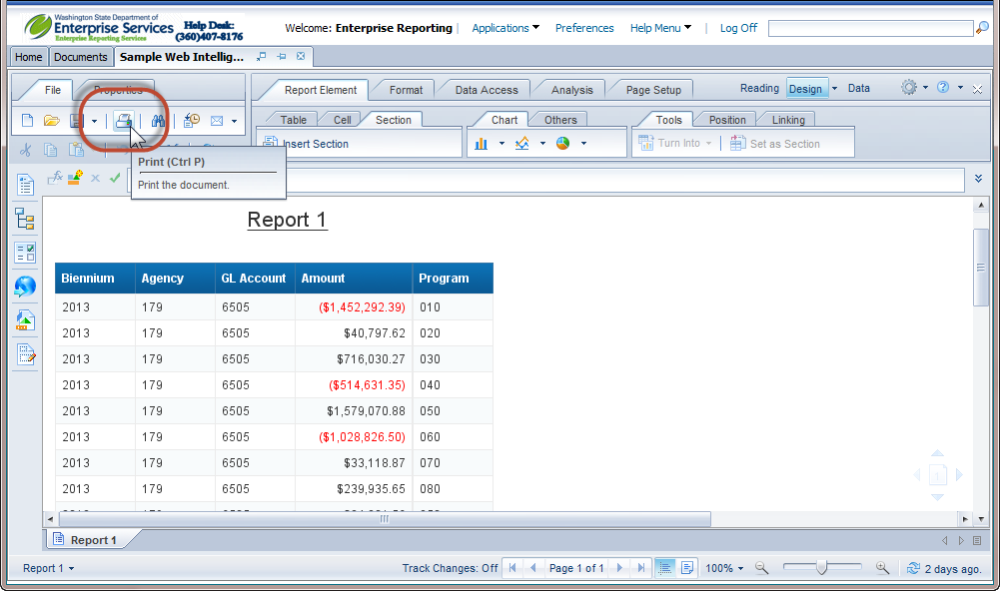 Washington State Department of
Enterprise Services
Enterprise Reporting Services
Help Desk:
(360)407-8176
Welcome: Enterprise Reporting
Applications
Preferences
Help Menu
Log Off
Home
Documents
Sample Web Intellig...
File
Properties
Report Element
Format
Data Access
Analysis
Page Setup
Reading
Design
Data
Table
Cell
Section
Chart
Others
Tools
Position
Linking
Insert Section
Turn Into
Set as Section
Print (Ctrl P)
Print the document.
Report 1
Biennium Agency GL Account Amount Program
2013 179 6505 ($1,452,292.39) 010
2013 179 6505 $40,797.62 020
2013 179 6505 $716,030.27 030
2013 179 6505 ($514,631.35) 040
2013 179 6505 $1,579,070.88 050
2013 179 6505 ($1,028,826.50) 060
2013 179 6505 $33,118.87 070
2013 179 6505 $239,935.65 080
1
Report 1
Report 1
Track Changes: Off
Page 1 of 1
100%
2 days ago.